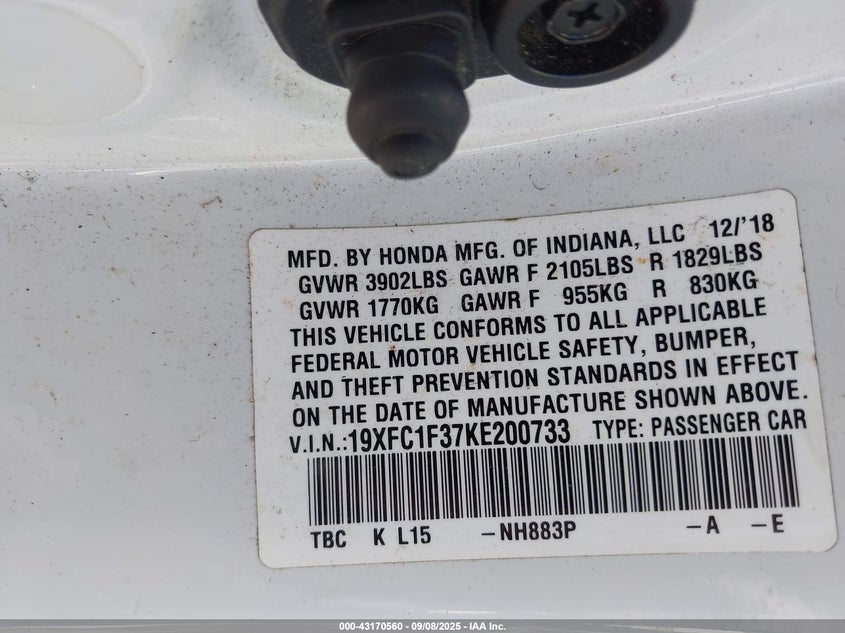 MFD. BY HONDA MFG. OF INDIANA, LLC 12/'18
GVWR 3902LBS GAWR F 2105LBS R 1829LBS
GVWR 1770KG GAWR F 955KG R 830KG
THIS VEHICLE CONFORMS TO ALL APPLICABLE
FEDERAL MOTOR VEHICLE SAFETY, BUMPER,
AND THEFT PREVENTION STANDARDS IN EFFECT
ON THE DATE OF MANUFACTURE SHOWN ABOVE.
V.I.N.:19XFC1F37KE200733 TYPE: PASSENGER CAR
TBC K L15 -NH883P -A -E
000-43170560 - 09/08/2025 - IAA Inc.